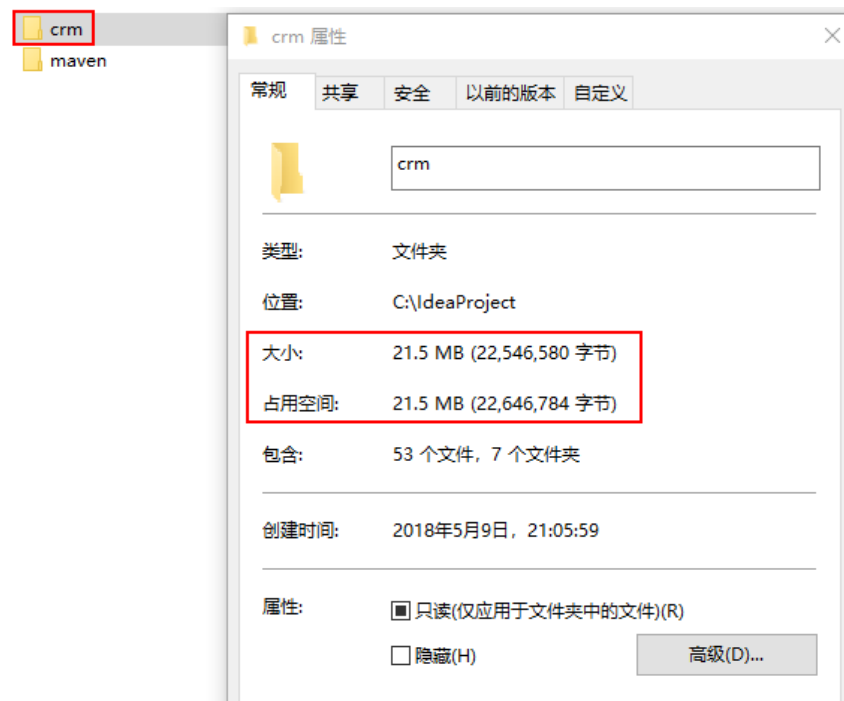 crm
maven
crm 属性
常规 共享 安全 以前的版本 自定义
crm
类型: 文件夹
位置: C:\IdeaProject
大小: 21.5 MB (22,546,580 字节)
占用空间: 21.5 MB (22,646,784 字节)
包含: 53 个文件，7 个文件夹
创建时间: 2018年5月9日，21:05:59
属性: 只读(仅应用于文件夹中的文件)(R)
隐藏(H) 高级(D)...